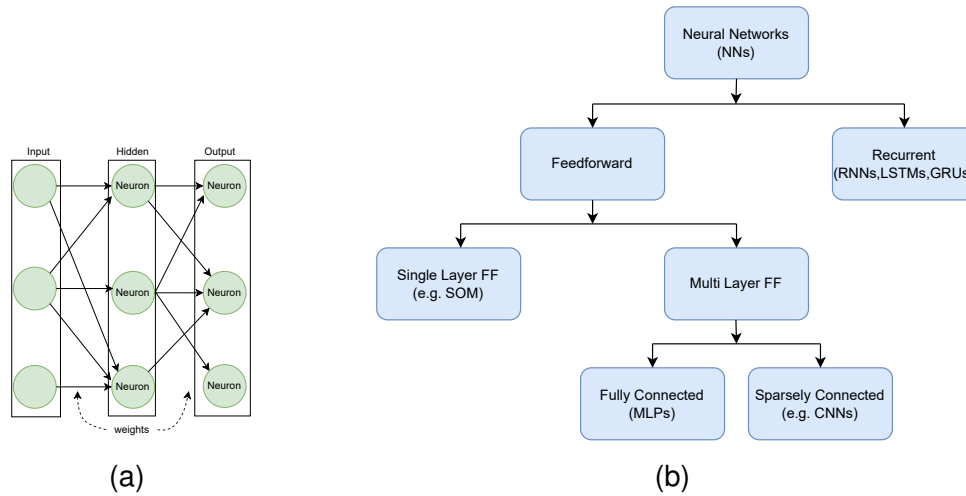 Input
Hidden
Output
Neuron
Neuron
Neuron
Neuron
Neuron
Neuron
weights
(a)
Neural Networks
(NNs)
Feedforward
Recurrent
(RNNs,LSTMs,GRUs)
Single Layer FF
(e.g. SOM)
Multi Layer FF
Fully Connected
(MLPs)
Sparsely Connected
(e.g. CNNs)
(b)